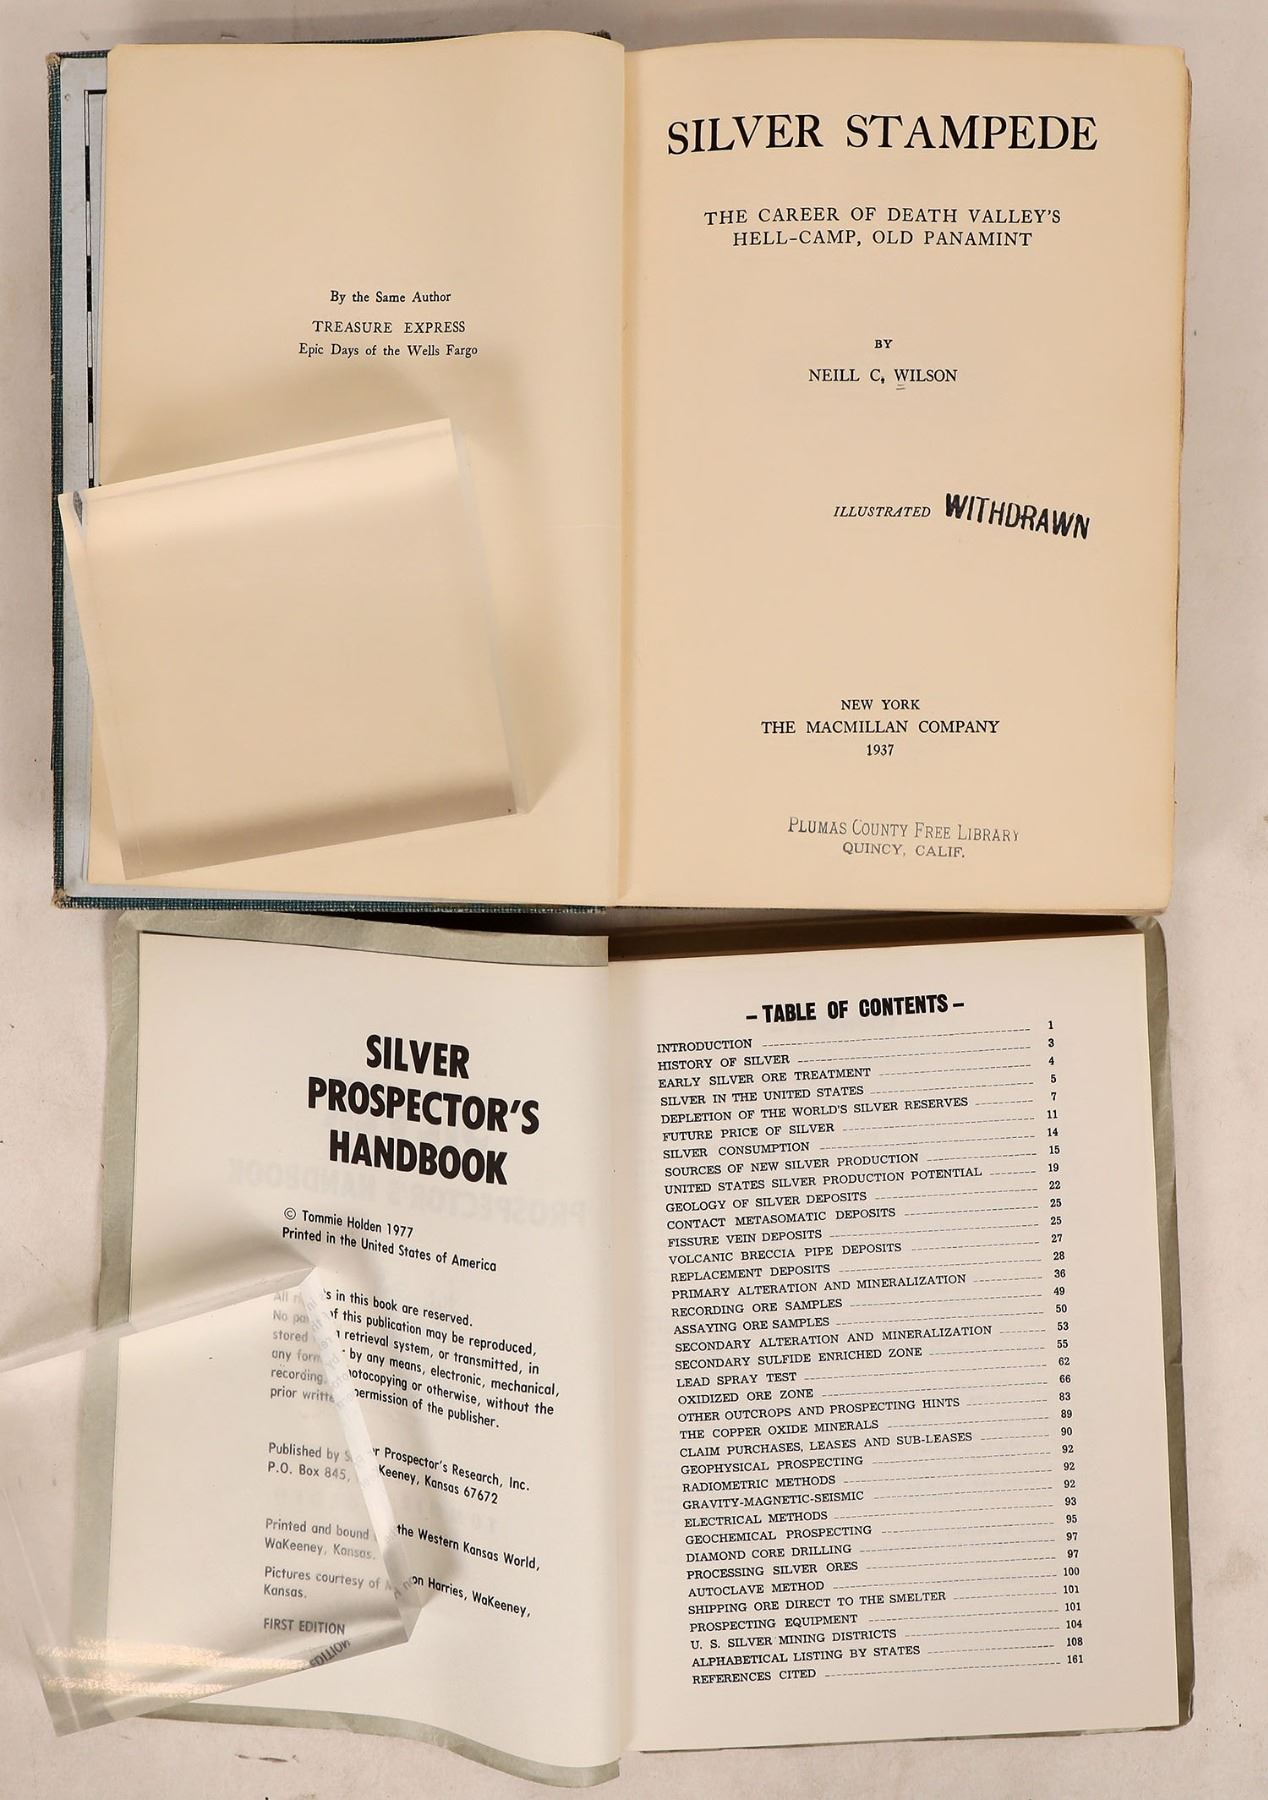 By the Same Author
TREASURE EXPRESS
Epic Days of the Wells Fargo
SILVER STAMPEDE
THE CAREER OF DEATH VALLEY'S
HELL-CAMP, OLD PANAMINT
BY
NEILL C. WILSON
ILLUSTRATED WITHDRAWN
NEW YORK
THE MACMILLAN COMPANY
1937
PLUMAS COUNTY FREE LIBRARY
QUINCY, CALIF.
SILVER
PROSPECTOR'S
HANDBOOK
© Tommie Holden 1977
Printed in the United States of America
All in this book are reserved.
No of this publication may be reproduced,
stored retrieval system, or transmitted, in
any form by any means, electronic, mechanical,
recording, photocopying or otherwise, without the
prior written permission of the publisher.
Published by Silver Prospector's Research, Inc.
P.O. Box 845, WaKeeney, Kansas 67672
Printed and bound the Western Kansas World,
WaKeeney, Kansas.
Pictures courtesy of Harries, WaKeeney,
Kansas.
FIRST EDITION
– TABLE OF CONTENTS –
INTRODUCTION 1
HISTORY OF SILVER 3
EARLY SILVER ORE TREATMENT 4
SILVER IN THE UNITED STATES 5
DEPLETION OF THE WORLD'S SILVER RESERVES 7
FUTURE PRICE OF SILVER 11
SILVER CONSUMPTION 14
SOURCES OF NEW SILVER PRODUCTION 15
UNITED STATES SILVER PRODUCTION POTENTIAL 19
GEOLOGY OF SILVER DEPOSITS 22
CONTACT METASOMATIC DEPOSITS 25
FISSURE VEIN DEPOSITS 25
VOLCANIC BRECCIA PIPE DEPOSITS 27
REPLACEMENT DEPOSITS 28
PRIMARY ALTERATION AND MINERALIZATION 36
RECORDING ORE SAMPLES 49
ASSAYING ORE SAMPLES 50
SECONDARY ALTERATION AND MINERALIZATION 53
SECONDARY SULFIDE ENRICHED ZONE 55
LEAD SPRAY TEST 62
OXIDIZED ORE ZONE 66
OTHER OUTCROPS AND PROSPECTING HINTS 83
THE COPPER OXIDE MINERALS 89
CLAIM PURCHASES, LEASES AND SUB-LEASES 90
GEOPHYSICAL PROSPECTING 92
RADIOMETRIC METHODS 92
GRAVITY-MAGNETIC-SEISMIC 92
ELECTRICAL METHODS 93
GEOCHEMICAL PROSPECTING 95
DIAMOND CORE DRILLING 97
PROCESSING SILVER ORES 97
AUTOCLAVE METHOD 100
SHIPPING ORE DIRECT TO THE SMELTER 101
PROSPECTING EQUIPMENT 101
U. S. SILVER MINING DISTRICTS 104
ALPHABETICAL LISTING BY STATES 108
REFERENCES CITED 161